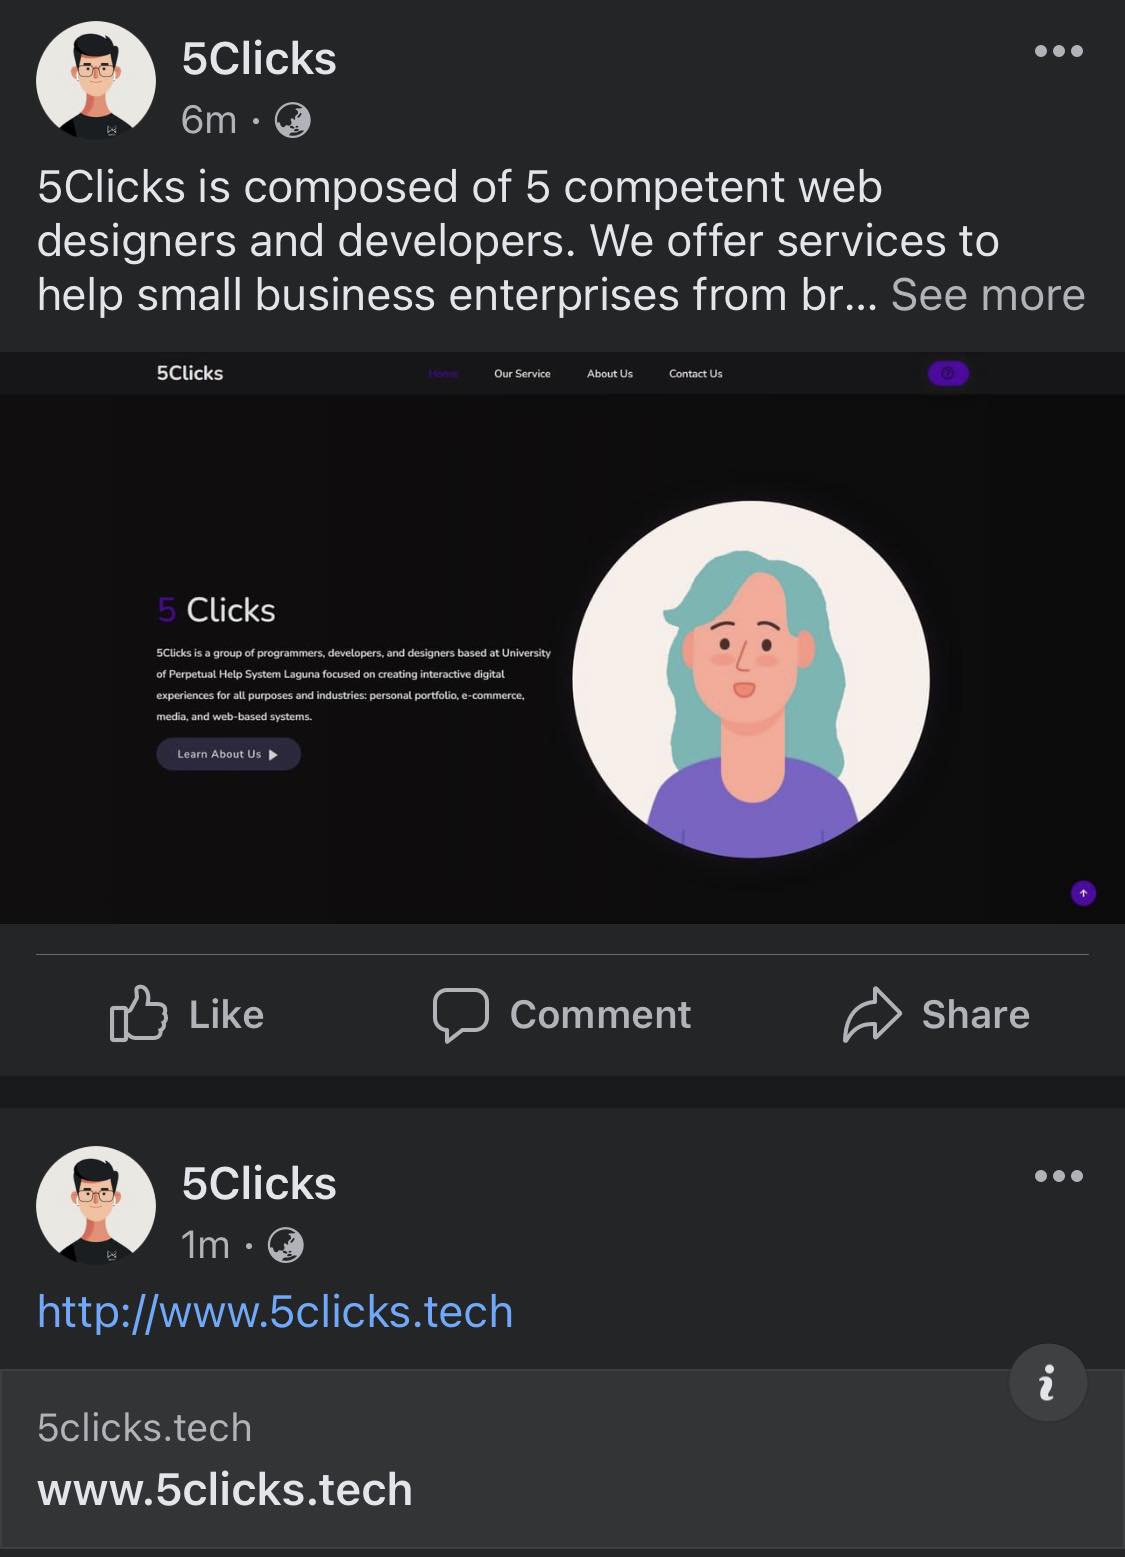 5Clicks
6m ·
5Clicks is composed of 5 competent web
designers and developers. We offer services to
help small business enterprises from br... See more
5Clicks Home Our Service About Us Contact Us
5 Clicks
5Clicks is a group of programmers, developers, and designers based at University
of Perpetual Help System Laguna focused on creating interactive digital
experiences for all purposes and industries: personal portfolio, e-commerce,
media, and web-based systems.
Learn About Us
Like Comment Share
5Clicks
1m ·
http://www.5clicks.tech
5clicks.tech
www.5clicks.tech